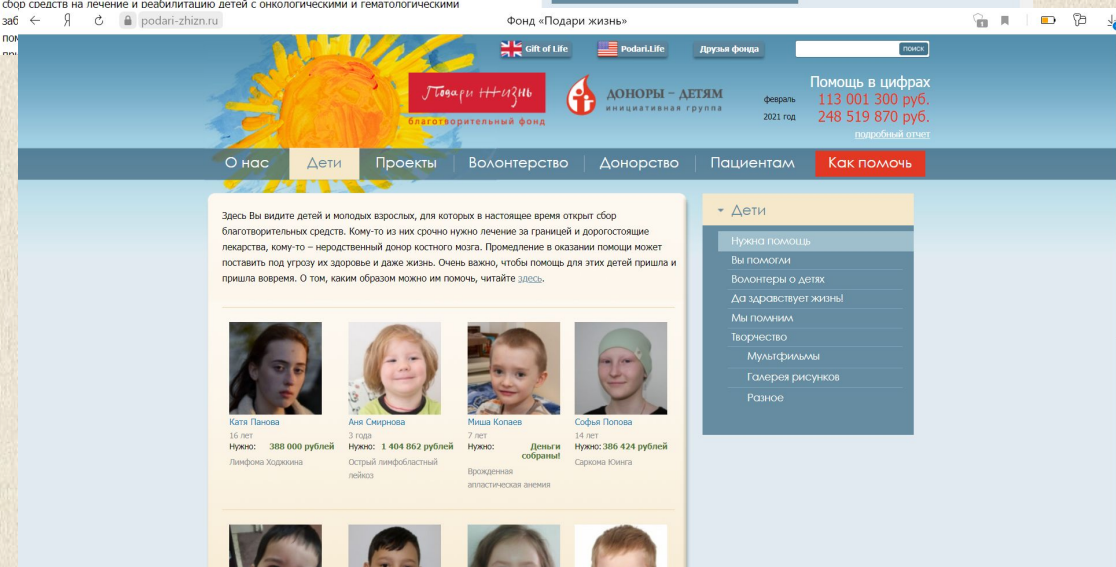 сбор средств на лечение и реабилитацию детей с онкологическими и гематологическими
заб
podari-zhizn.ru
Фонд «Подари жизнь»
Gift of Life
Podari.Life
Друзья фонда
поиск
Подари жизнь
благотворительный фонд
ДОНОРЫ – ДЕТЯМ
инициативная группа
Помощь в цифрах
февраль 113 001 300 руб.
2021 год 248 519 870 руб.
подробный отчет
О нас
Дети
Проекты
Волонтерство
Донорство
Пациентам
Как помочь
Здесь Вы видите детей и молодых взрослых, для которых в настоящее время открыт сбор
благотворительных средств. Кому-то из них срочно нужно лечение за границей и дорогостоящие
лекарства, кому-то – неродственный донор костного мозга. Промедление в оказании помощи может
поставить под угрозу их здоровье и даже жизнь. Очень важно, чтобы помощь для этих детей пришла и
пришла вовремя. О том, каким образом можно им помочь, читайте здесь.
Катя Панова
16 лет
Нужно: 388 000 рублей
Лимфома Ходжкина
Аня Смирнова
3 года
Нужно: 1 404 862 рублей
Острый лимфобластный
лейкоз
Миша Копаев
7 лет
Нужно: Деньги
собраны!
Врожденная
апластическая анемия
Софья Попова
14 лет
Нужно: 386 424 рублей
Саркома Юинга
Дети
Нужна помощь
Вы помогли
Волонтеры о детях
Да здравствует жизнь!
Мы помним
Творчество
Мультфильмы
Галерея рисунков
Разное